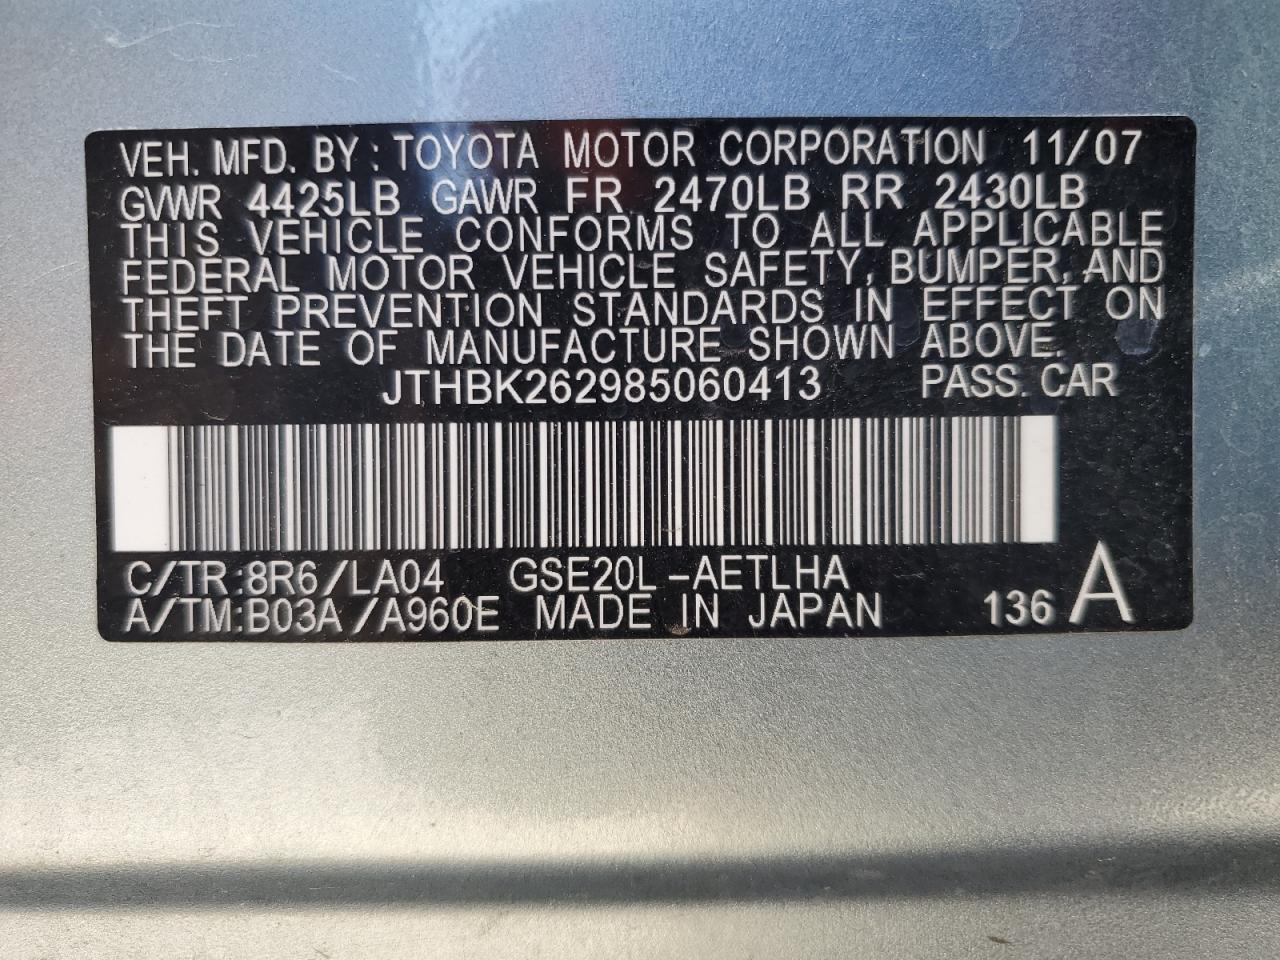 VEH. MFD. BY: TOYOTA MOTOR CORPORATION 11/07
GVWR 4425LB GAWR FR 2470LB RR 2430LB
THIS VEHICLE CONFORMS TO ALL APPLICABLE
FEDERAL MOTOR VEHICLE SAFETY, BUMPER, AND
THEFT PREVENTION STANDARDS IN EFFECT ON
THE DATE OF MANUFACTURE SHOWN ABOVE.
JTHBK262985060413 PASS. CAR
C/TR:8R6/LA04 GSE20L-AETLHA
A/TM:B03A/A960E MADE IN JAPAN 136 A